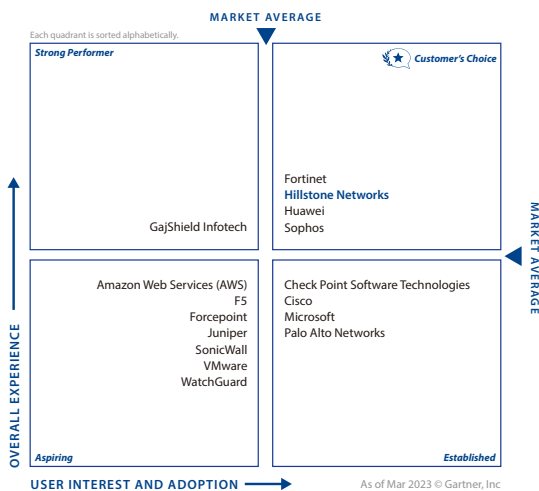 MARKET AVERAGE
Each quadrant is sorted alphabetically.
Strong Performer
Customer's Choice
GajShield Infotech
Fortinet
Hillstone Networks
Huawei
Sophos
MARKET AVERAGE
Amazon Web Services (AWS)
F5
Forcepoint
Juniper
SonicWall
VMware
WatchGuard
Check Point Software Technologies
Cisco
Microsoft
Palo Alto Networks
OVERALL EXPERIENCE
Aspiring
Established
USER INTEREST AND ADOPTION
As of Mar 2023 © Gartner, Inc